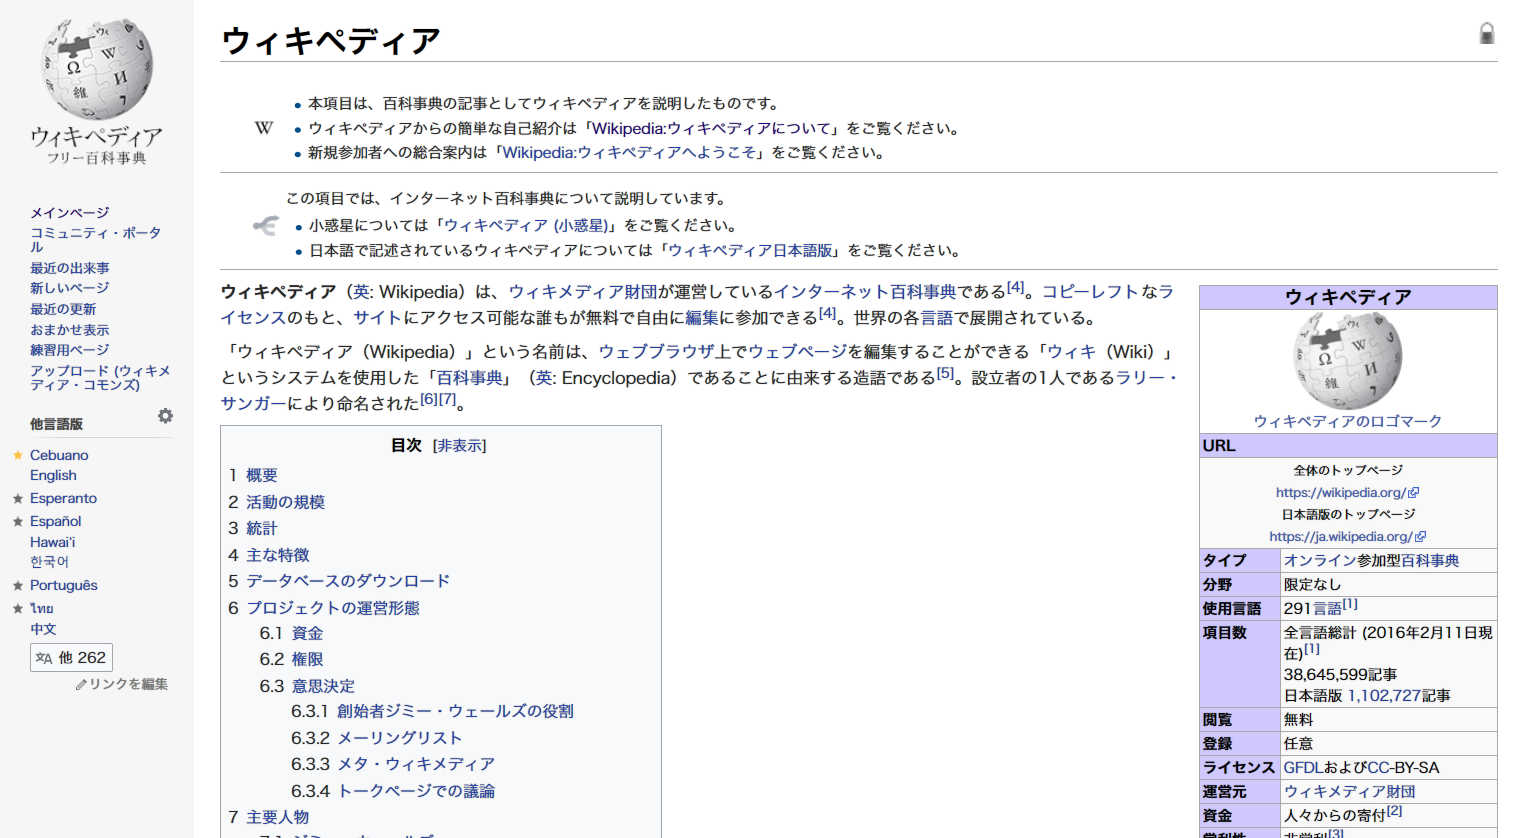 ウィキペディア
フリー百科事典
メインページ
コミュニティ・ポータ
ル
最近の出来事
新しいページ
最近の更新
おまかせ表示
練習用ページ
アップロード (ウィキメ
ディア・コモンズ)
他言語版
Cebuano
English
Esperanto
Español
Hawai'i
한국어
Português
ไทย
中文
他 262
リンクを編集
ウィキペディア
本項目は、百科事典の記事としてウィキペディアを説明したものです。
ウィキペディアからの簡単な自己紹介は「Wikipedia:ウィキペディアについて」をご覧ください。
新規参加者への総合案内は「Wikipedia:ウィキペディアへようこそ」をご覧ください。
この項目では、インターネット百科事典について説明しています。
小惑星については「ウィキペディア (小惑星)」をご覧ください。
日本語で記述されているウィキペディアについては「ウィキペディア日本語版」をご覧ください。
ウィキペディア（英: Wikipedia）は、ウィキメディア財団が運営しているインターネット百科事典である[4]。コピーレフトなラ
イセンスのもと、サイトにアクセス可能な誰もが無料で自由に編集に参加できる[4]。世界の各言語で展開されている。
「ウィキペディア（Wikipedia）」という名前は、ウェブブラウザ上でウェブページを編集することができる「ウィキ（Wiki）」
というシステムを使用した「百科事典」（英: Encyclopedia）であることに由来する造語である[5]。設立者の1人であるラリー・
サンガーにより命名された[6][7]。
目次 [非表示]
1 概要
2 活動の規模
3 統計
4 主な特徴
5 データベースのダウンロード
6 プロジェクトの運営形態
6.1 資金
6.2 権限
6.3 意思決定
6.3.1 創始者ジミー・ウェールズの役割
6.3.2 メーリングリスト
6.3.3 メタ・ウィキメディア
6.3.4 トークページでの議論
7 主要人物
ウィキペディア
ウィキペディアのロゴマーク
URL
全体のトップページ
https://wikipedia.org/
日本語版のトップページ
https://ja.wikipedia.org/
タイプ オンライン参加型百科事典
分野 限定なし
使用言語 291言語[1]
項目数 全言語総計 (2016年2月11日現
在)[1]
38,645,599記事
日本語版 1,102,727記事
閲覧 無料
登録 任意
ライセンス GFDLおよびCC-BY-SA
運営元 ウィキメディア財団
資金 人々からの寄付[2]